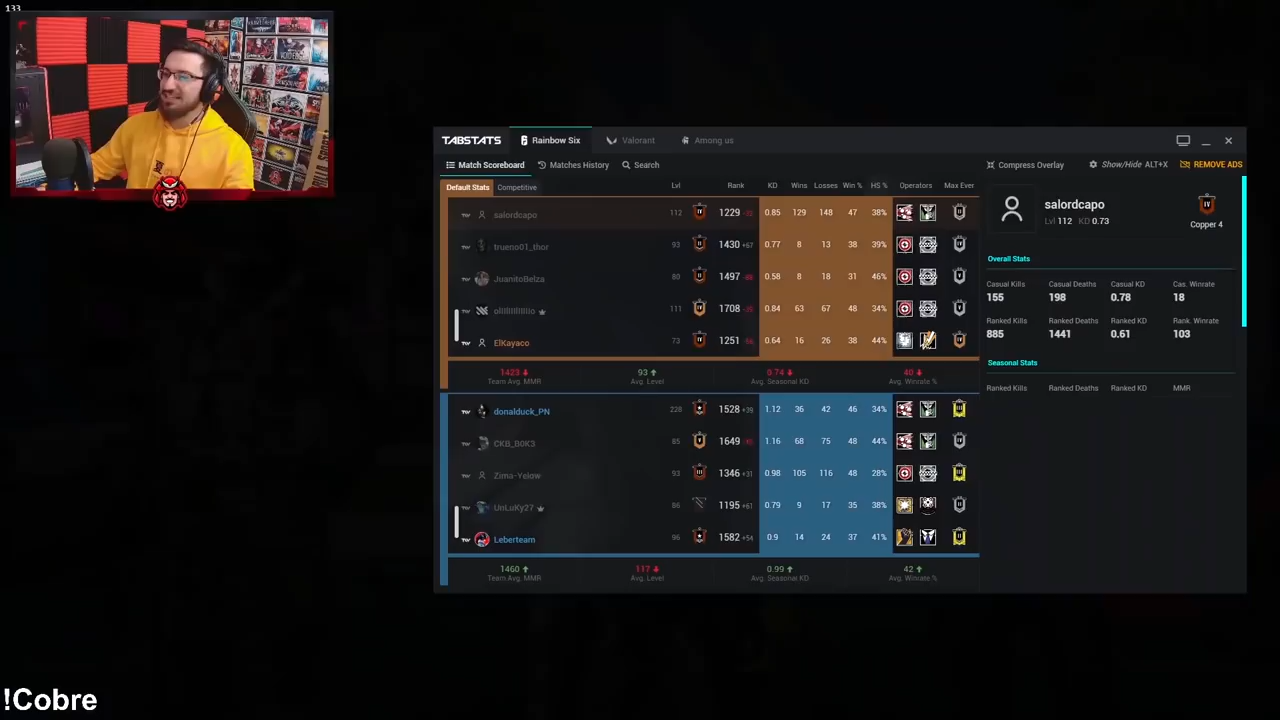 133
TABSTATS Rainbow Six Valorant Among us
Match Scoreboard Matches History Search Compress Overlay Show/Hide ALT+X REMOVE ADS
Default Stats Competitive Lvl Rank KD Wins Losses Win % HS % Operators Max Ever
salordcapo 112 1229 0.85 129 148 47 38%
trueno01_thor 93 1430 +67 0.77 8 13 38 39%
JuanitoBelza 80 1497 0.58 8 18 31 46%
111 1708 0.84 63 67 48 34%
ElKayaco 73 1251 0.64 16 26 38 44%
1423 93 0.74 40
Team Avg. MMR Avg. Level Avg. Seasonal KD Avg. Winrate %
donalduck_PN 228 1528 +39 1.12 36 42 46 34%
CKB_B0K3 85 1649 1.16 68 75 48 44%
Zima-Yelow 93 1346 +31 0.98 105 116 48 28%
UnLuKy27 86 1195 +61 0.79 9 17 35 38%
Leberteam 96 1582 +54 0.9 14 24 37 41%
1460 117 0.99 42
Team Avg. MMR Avg. Level Avg. Seasonal KD Avg. Winrate %
salordcapo
Lvl 112 KD 0.73
Copper 4
Overall Stats
Casual Kills Casual Deaths Casual KD Cas. Winrate
155 198 0.78 18
Ranked Kills Ranked Deaths Ranked KD Rank. Winrate
885 1441 0.61 103
Seasonal Stats
Ranked Kills Ranked Deaths Ranked KD MMR
!Cobre